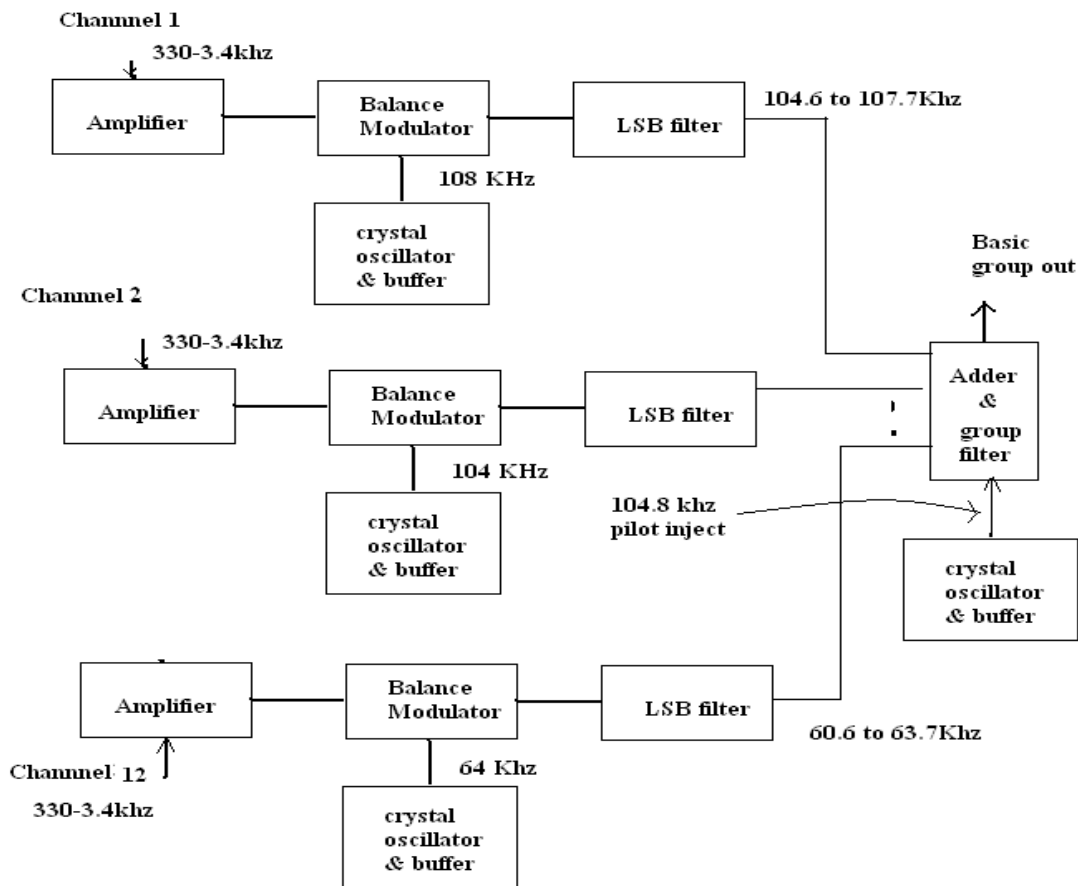 Channnel 1
330-3.4khz
Amplifier
Balance
Modulator
LSB filter
104.6 to 107.7Khz
108 KHz
crystal
oscillator
& buffer
Basic
group out
Channnel 2
330-3.4khz
Amplifier
Balance
Modulator
LSB filter
Adder
&
group
filter
104 KHz
crystal
oscillator
& buffer
104.8 khz
pilot inject
crystal
oscillator
& buffer
Amplifier
Balance
Modulator
LSB filter
60.6 to 63.7Khz
Channnel 12
330-3.4khz
64 Khz
crystal
oscillator
& buffer